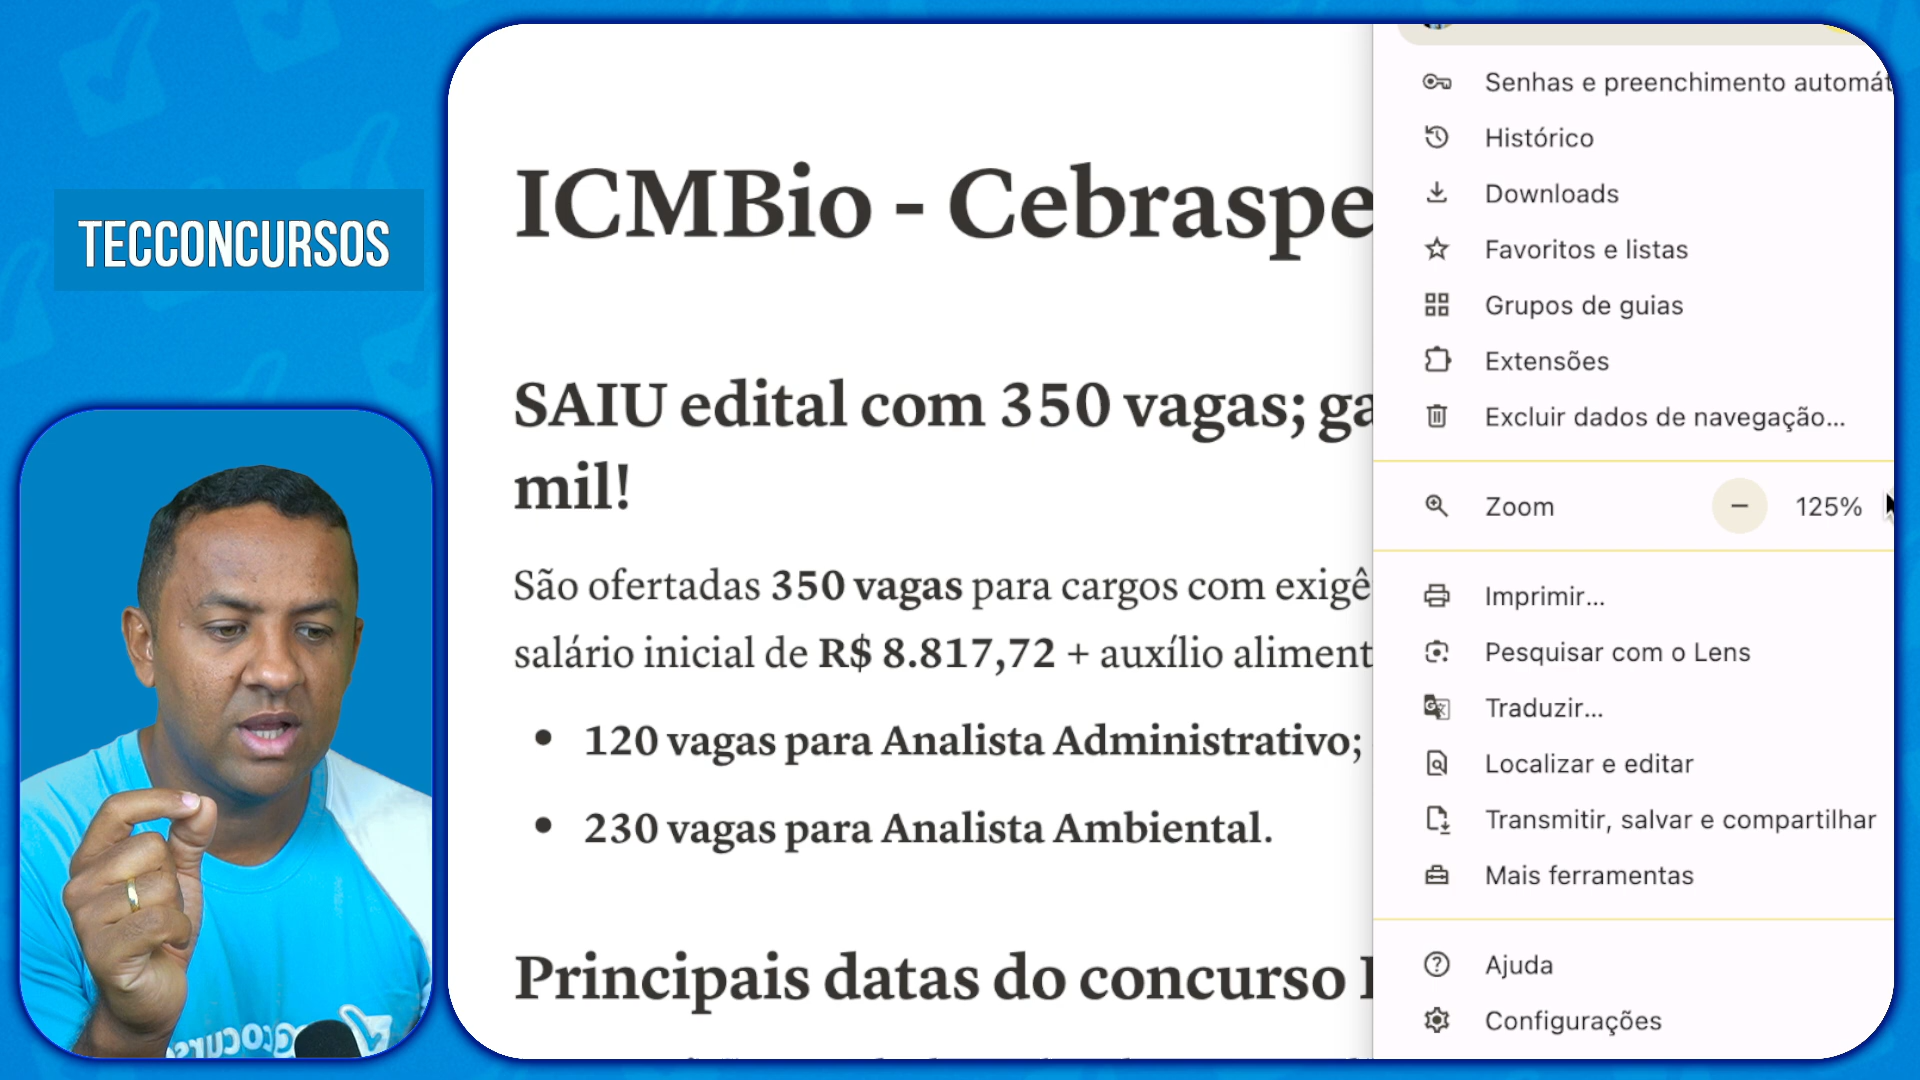 TECCONCURSOS
ICMBio - Cebraspe
SAIU edital com 350 vagas; ga
mil!
São ofertadas 350 vagas para cargos com exigê
salário inicial de R$ 8.817,72 + auxílio aliment
• 120 vagas para Analista Administrativo;
• 230 vagas para Analista Ambiental.
Principais datas do concurso
Senhas e preenchimento automát
Histórico
Downloads
Favoritos e listas
Grupos de guias
Extensões
Excluir dados de navegação...
Zoom − 125%
Imprimir...
Pesquisar com o Lens
Traduzir...
Localizar e editar
Transmitir, salvar e compartilhar
Mais ferramentas
Ajuda
Configurações